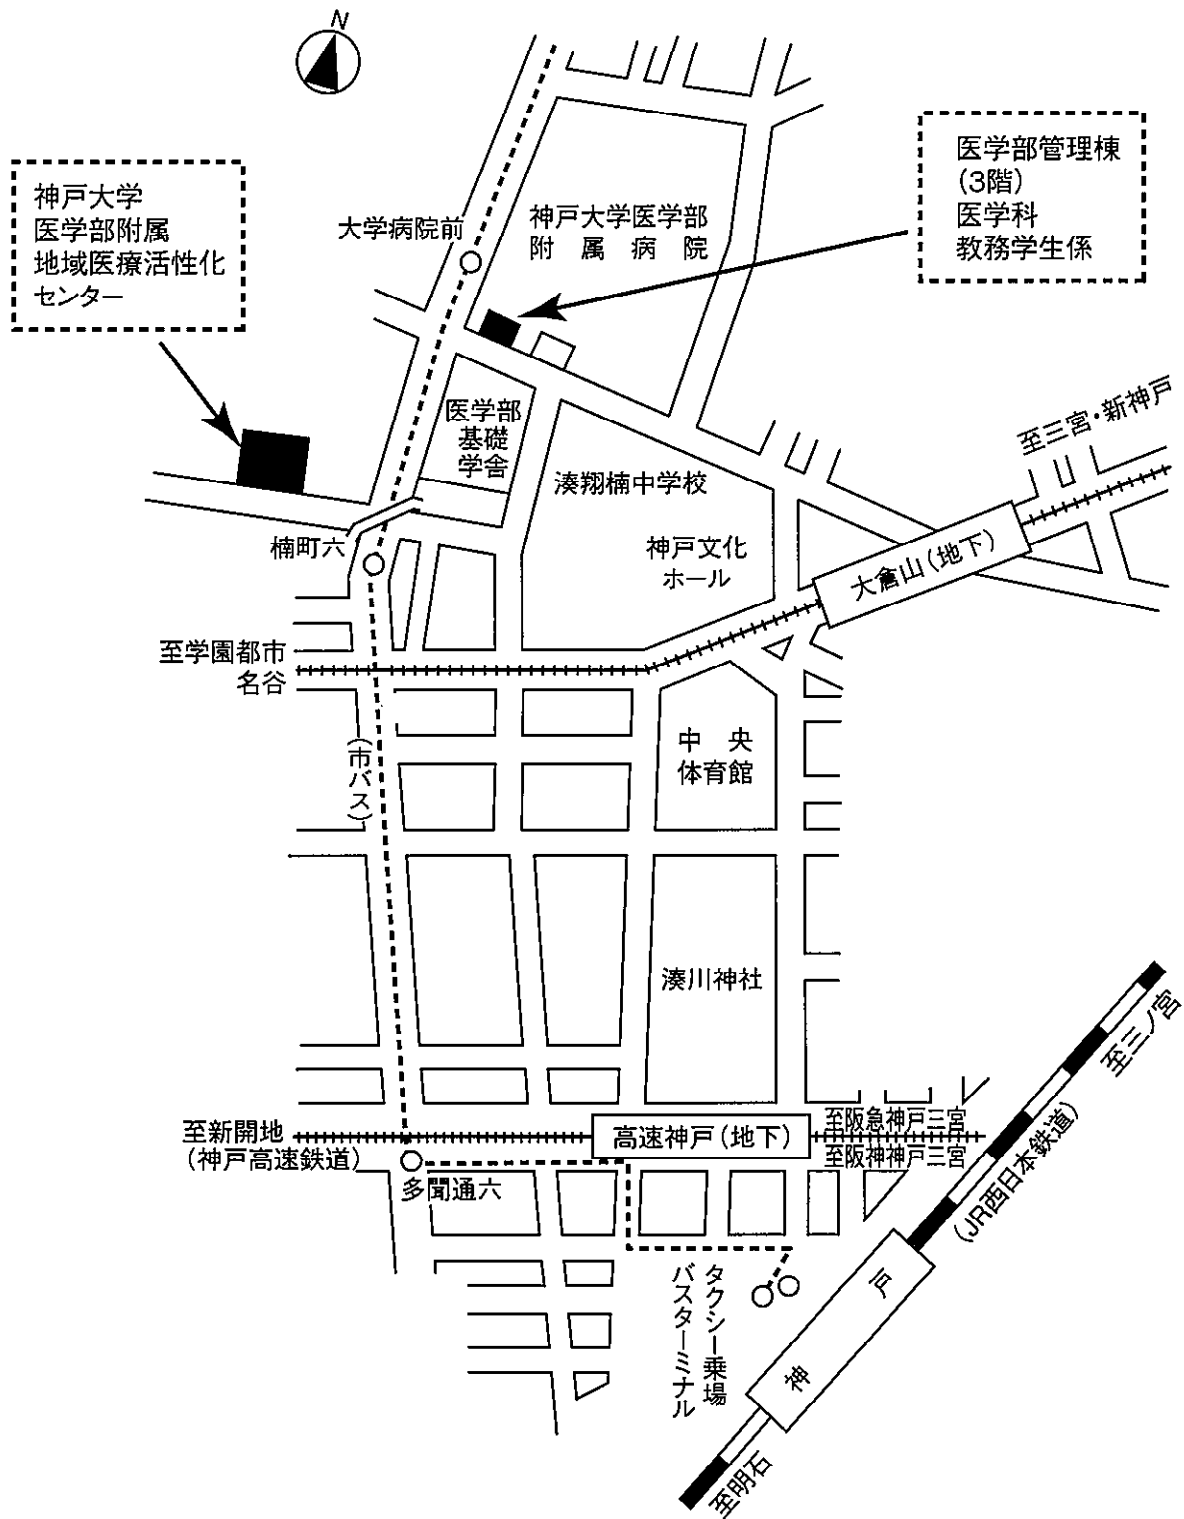 N
神戸大学
医学部附属
地域医療活性化
センター
医学部管理棟
(3階)
医学科
教務学生係
大学病院前
神戸大学医学部
附属病院
医学部
基礎
学舎
湊翔楠中学校
至三宮・新神戸
楠町六
神戸文化
ホール
大倉山(地下)
至学園都市
名谷
(市バス)
中央
体育館
湊川神社
至三ノ宮
(JR西日本鉄道)
至新開地
(神戸高速鉄道)
高速神戸(地下)
至阪急神戸三宮
至阪神神戸三宮
多聞通六
タクシー乗場
バスターミナル
神戸
至明石